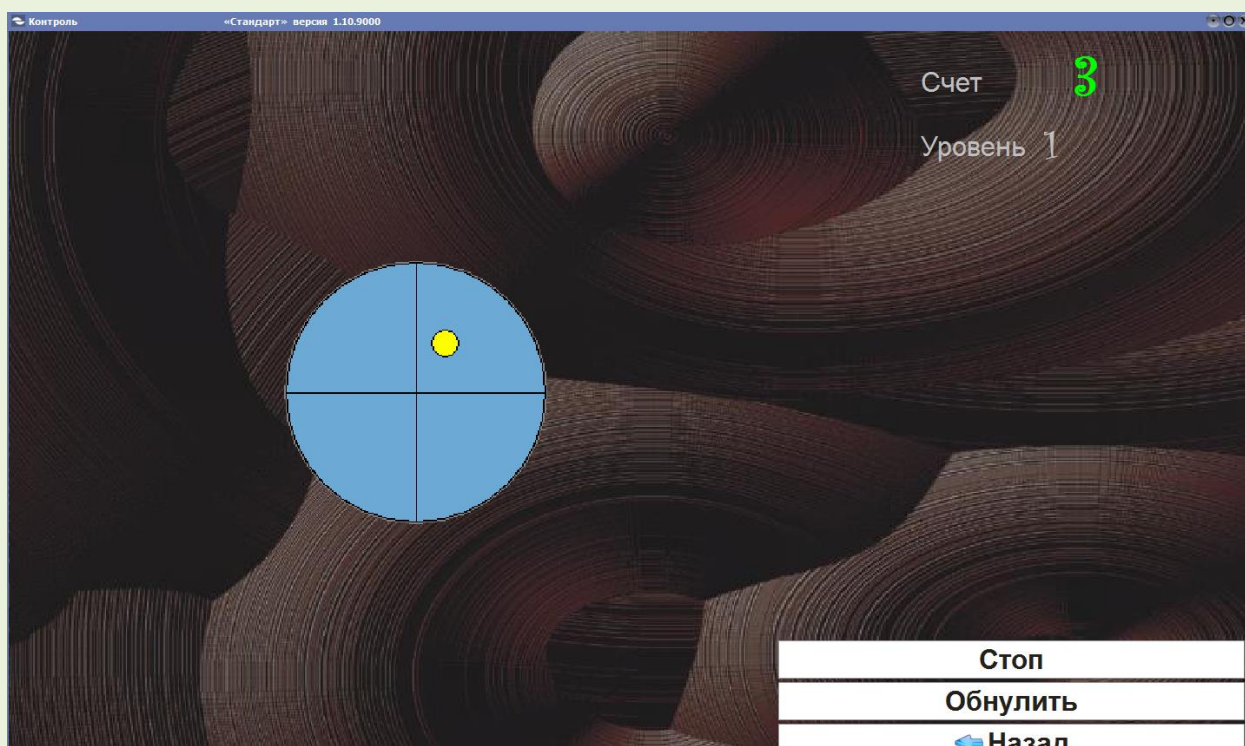 Контроль «Стандарт» версия 1.10.9000
Счет 3
Уровень 1
Стоп
Обнулить
Назад